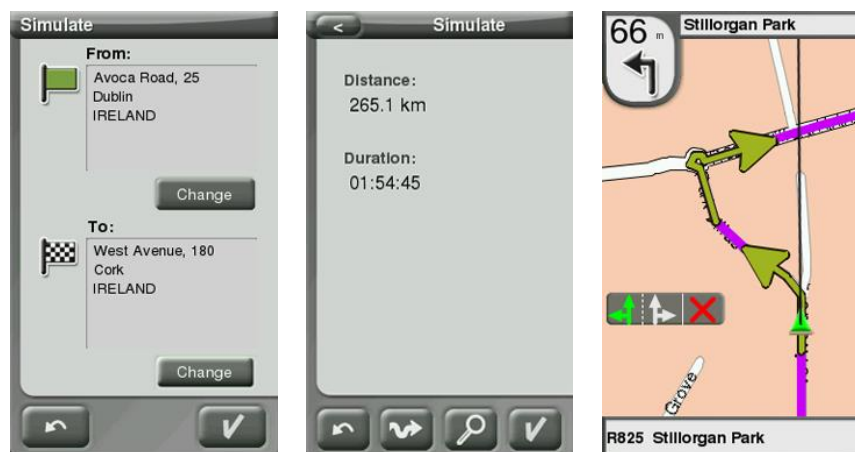 Simulate
From:
Avoca Road, 25
Dublin
IRELAND
Change
To:
West Avenue, 180
Cork
IRELAND
Change
<
Simulate
Distance:
265.1 km
Duration:
01:54:45
66 m
Stillorgan Park
Grove
R825 Stillorgan Park